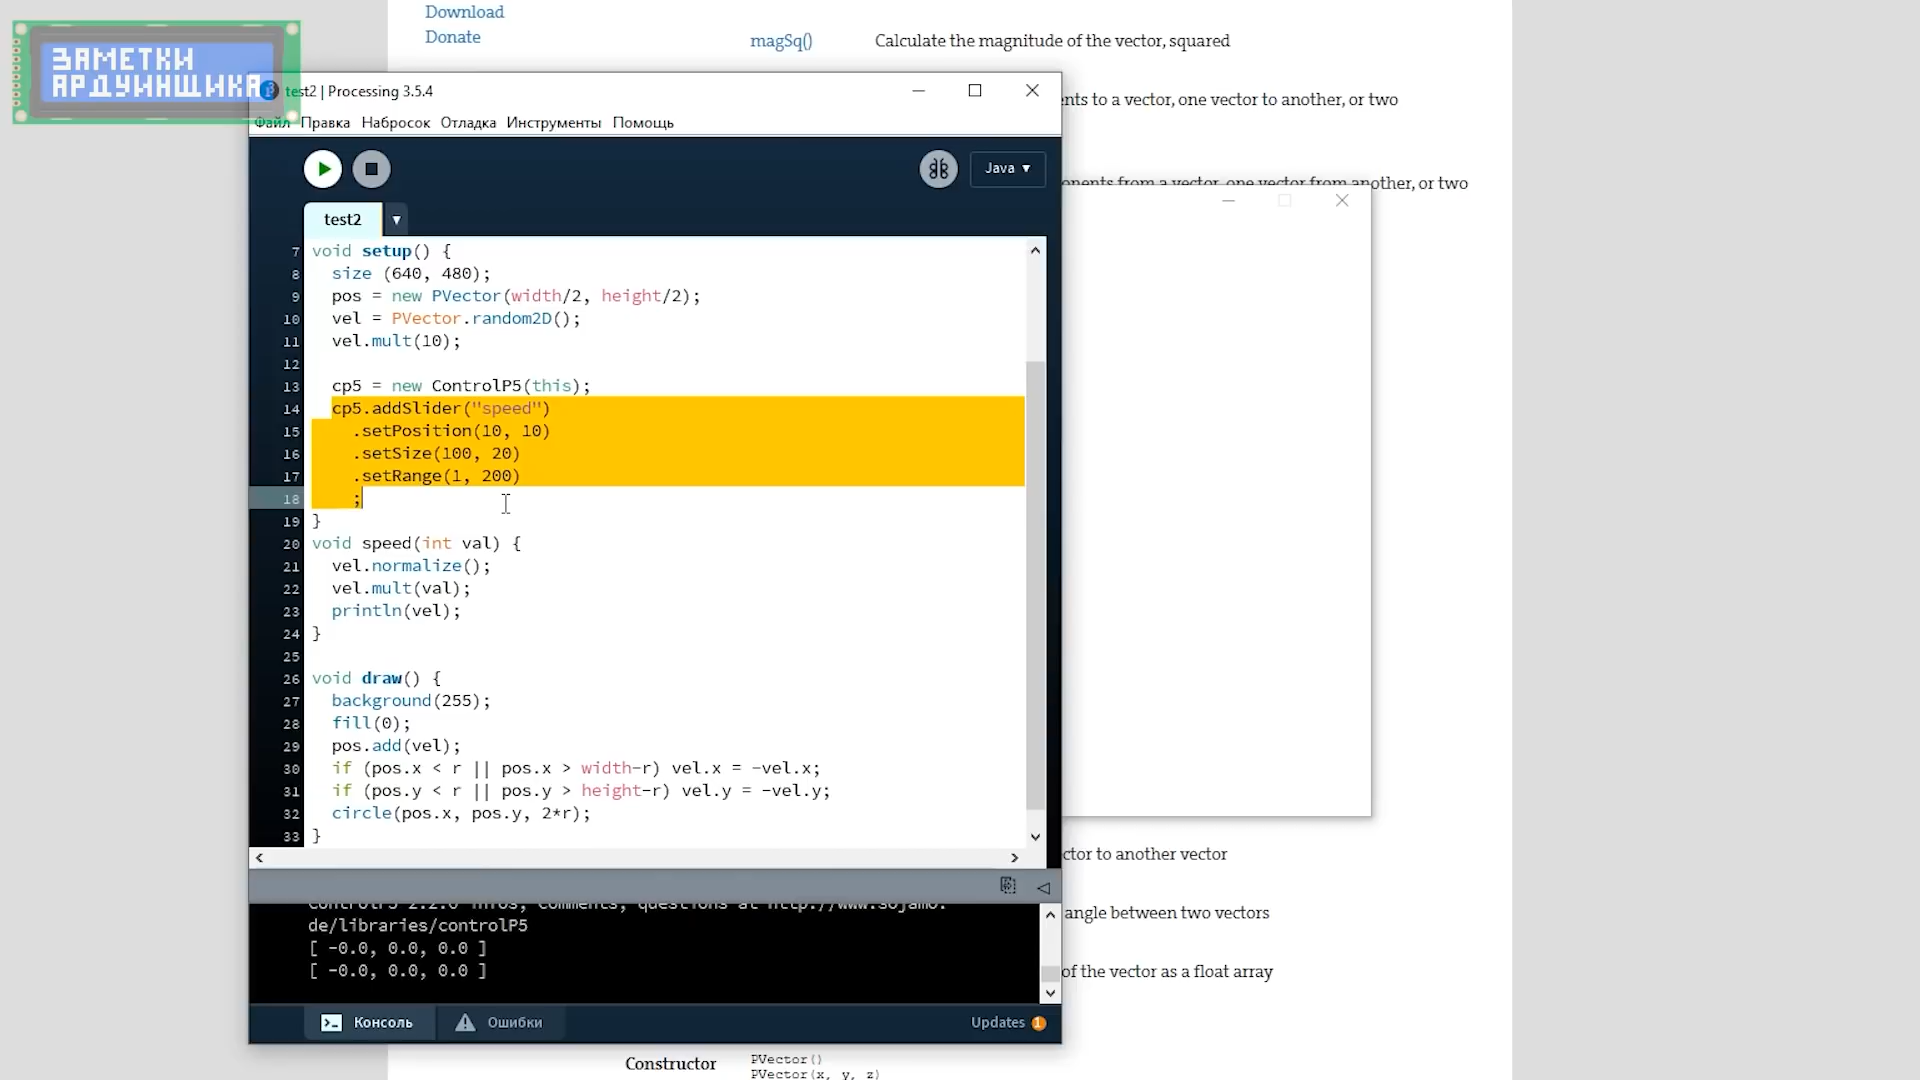 Download
Donate
magSq()
Calculate the magnitude of the vector, squared
ЗАМЕТКИ
АРДУИНЩИКА
test2 | Processing 3.5.4
nts to a vector, one vector to another, or two
Файл Правка Набросок Отладка Инструменты Помощь
onents from a vector, one vector from another, or two
Java ▾
test2 ▾
7 void setup() {
8 size (640, 480);
9 pos = new PVector(width/2, height/2);
10 vel = PVector.random2D();
11 vel.mult(10);
12
13 cp5 = new ControlP5(this);
14 cp5.addSlider("speed")
15 .setPosition(10, 10)
16 .setSize(100, 20)
17 .setRange(1, 200)
18 ;
19 }
20 void speed(int val) {
21 vel.normalize();
22 vel.mult(val);
23 println(vel);
24 }
25
26 void draw() {
27 background(255);
28 fill(0);
29 pos.add(vel);
30 if (pos.x < r || pos.x > width-r) vel.x = -vel.x;
31 if (pos.y < r || pos.y > height-r) vel.y = -vel.y;
32 circle(pos.x, pos.y, 2*r);
33 }
ctor to another vector
ControlP5 2.2.6 infos, comments, questions at http://www.sojamo.
de/libraries/controlP5
[ -0.0, 0.0, 0.0 ]
[ -0.0, 0.0, 0.0 ]
angle between two vectors
of the vector as a float array
Консоль
Ошибки
Updates 1
Constructor
PVector()
PVector(x, y, z)